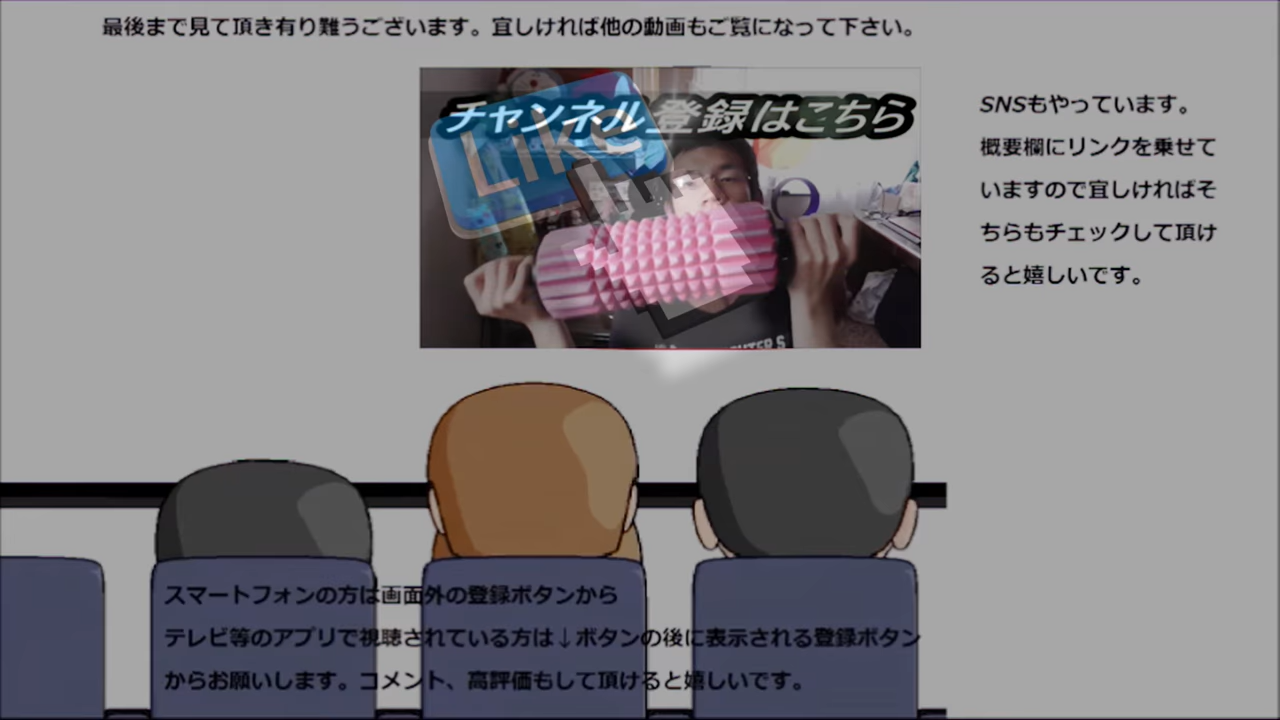 最後まで見て頂き有り難うございます。宜しければ他の動画もご覧になって下さい。
チャンネル登録はこちら
Like
SNSもやっています。
概要欄にリンクを乗せて
いますので宜しければそ
ちらもチェックして頂け
ると嬉しいです。
スマートフォンの方は画面外の登録ボタンから
テレビ等のアプリで視聴されている方は↓ボタンの後に表示される登録ボタン
からお願いします。コメント、高評価もして頂けると嬉しいです。